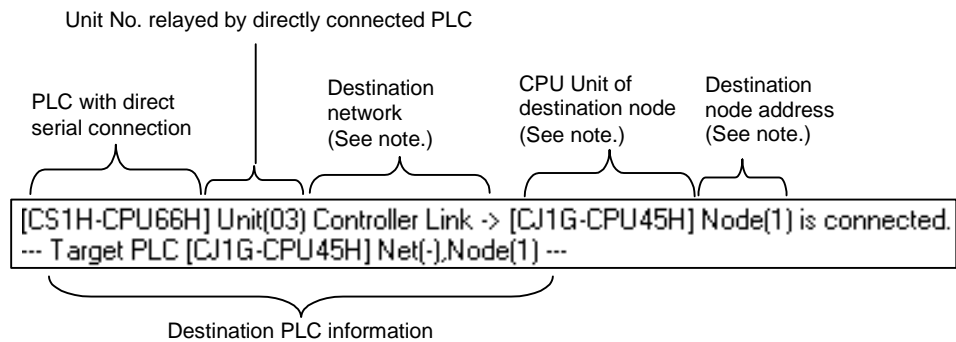 Unit No. relayed by directly connected PLC
PLC with direct
serial connection
Destination
network
(See note.)
CPU Unit of
destination node
(See note.)
Destination
node address
(See note.)
[CS1H-CPU66H] Unit(03) Controller Link -> [CJ1G-CPU45H] Node(1) is connected.
--- Target PLC [CJ1G-CPU45H] Net(-),Node(1) ---
Destination PLC information